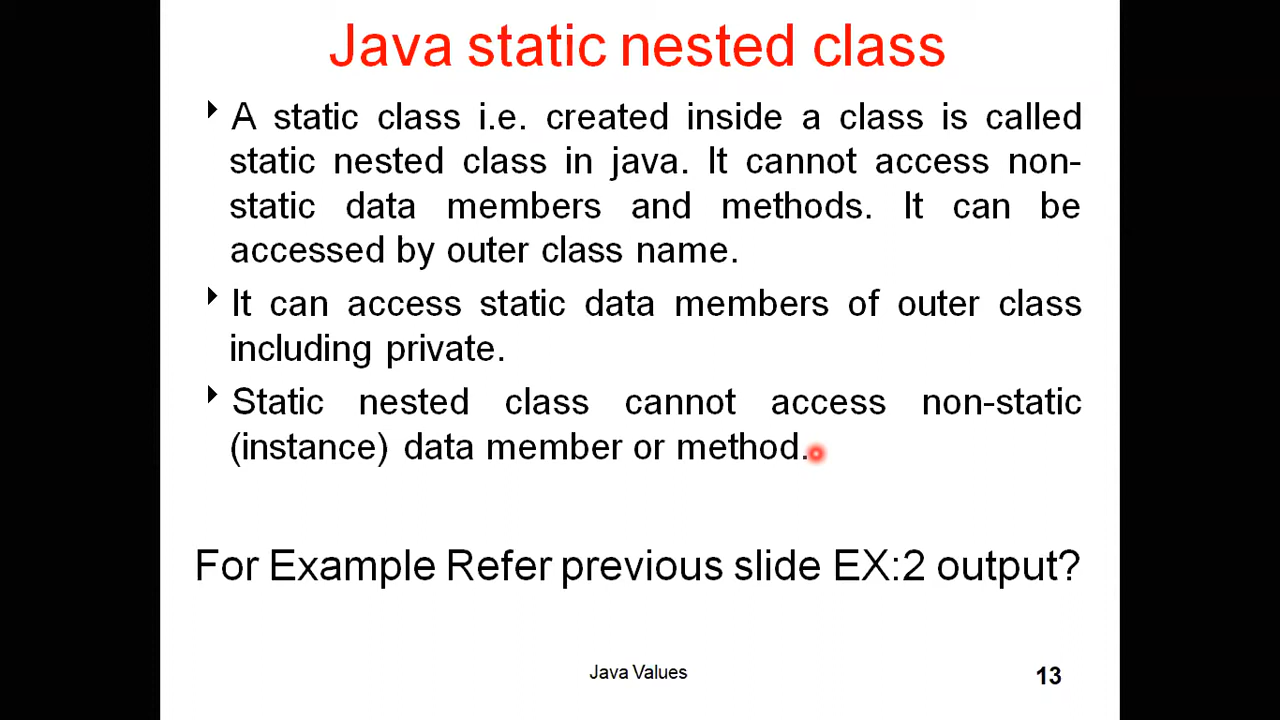 Java static nested class
A static class i.e. created inside a class is called
static nested class in java. It cannot access non-
static data members and methods. It can be
accessed by outer class name.
It can access static data members of outer class
including private.
Static nested class cannot access non-static
(instance) data member or method.
For Example Refer previous slide EX:2 output?
Java Values
13